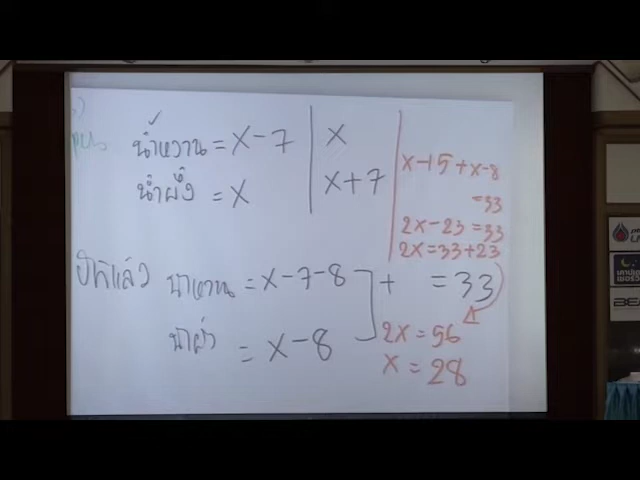 น้ำหวาน = x-7 | x
น้ำผึ้ง = x | x+7
x-15+x-8
=33
2x-23=33
2x=33+23
ปีที่แล้ว น้ำหวาน = x-7-8 + = 33
= x-8
2x=56
x=28